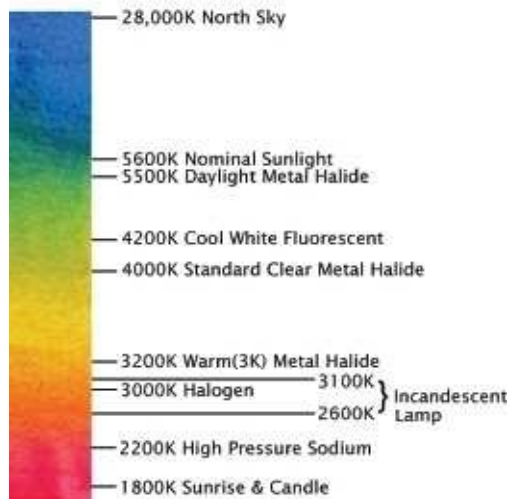 28,000K North Sky
5600K Nominal Sunlight
5500K Daylight Metal Halide
4200K Cool White Fluorescent
4000K Standard Clear Metal Halide
3200K Warm(3K) Metal Halide
3100K
3000K Halogen
Incandescent
2600K
Lamp
2200K High Pressure Sodium
1800K Sunrise & Candle